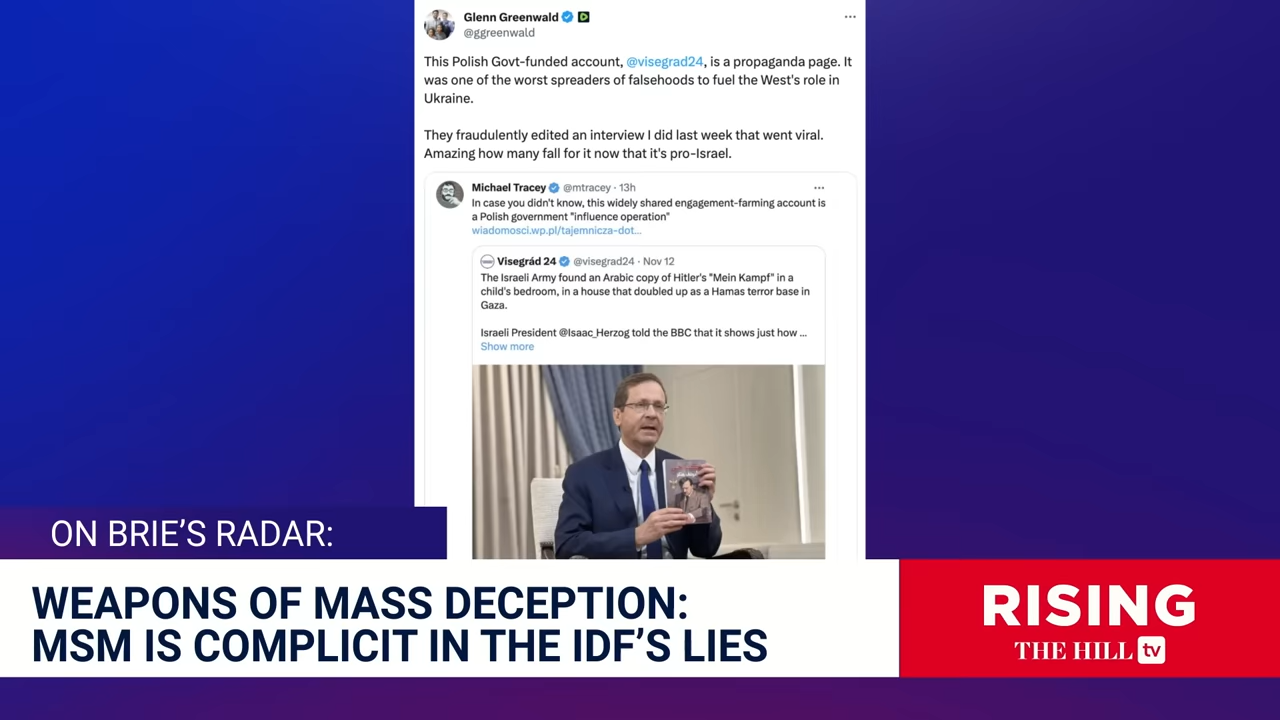 Glenn Greenwald
@ggreenwald
This Polish Govt-funded account, @visegrad24, is a propaganda page. It
was one of the worst spreaders of falsehoods to fuel the West's role in
Ukraine.
They fraudulently edited an interview I did last week that went viral.
Amazing how many fall for it now that it's pro-Israel.
Michael Tracey @mtracey · 13h
In case you didn't know, this widely shared engagement-farming account is
a Polish government "influence operation"
wiadomosci.wp.pl/tajemnicza-dot...
Visegrád 24 @visegrad24 · Nov 12
The Israeli Army found an Arabic copy of Hitler's "Mein Kampf" in a
child's bedroom, in a house that doubled up as a Hamas terror base in
Gaza.
Israeli President @Isaac_Herzog told the BBC that it shows just how ...
Show more
ON BRIE'S RADAR:
WEAPONS OF MASS DECEPTION:
MSM IS COMPLICIT IN THE IDF'S LIES
RISING
THE HILL tv